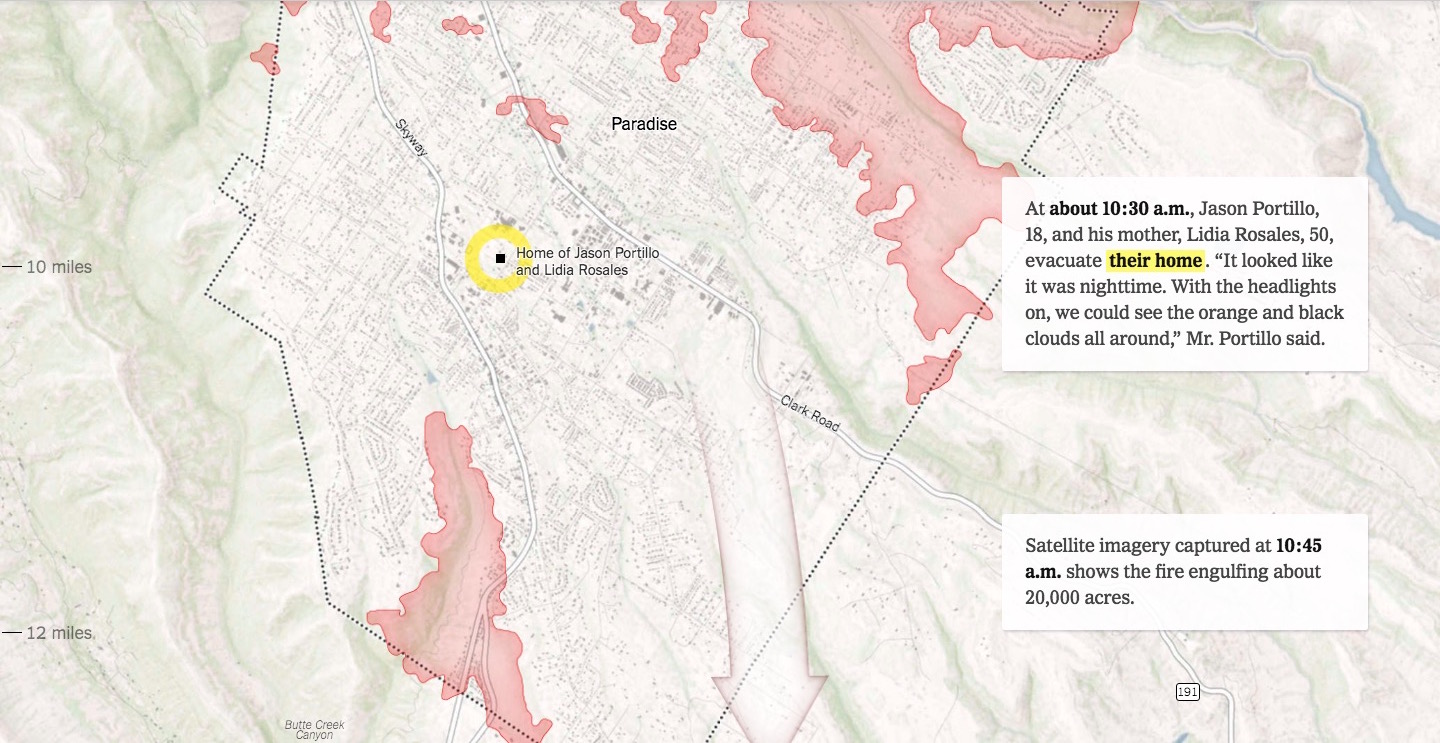 Skyway
Paradise
Home of Jason Portillo
and Lidia Rosales
10 miles
At about 10:30 a.m., Jason Portillo,
18, and his mother, Lidia Rosales, 50,
evacuate their home. “It looked like
it was nighttime. With the headlights
on, we could see the orange and black
clouds all around,” Mr. Portillo said.
Clark Road
Satellite imagery captured at 10:45
a.m. shows the fire engulfing about
20,000 acres.
12 miles
191
Butte Creek
Canyon